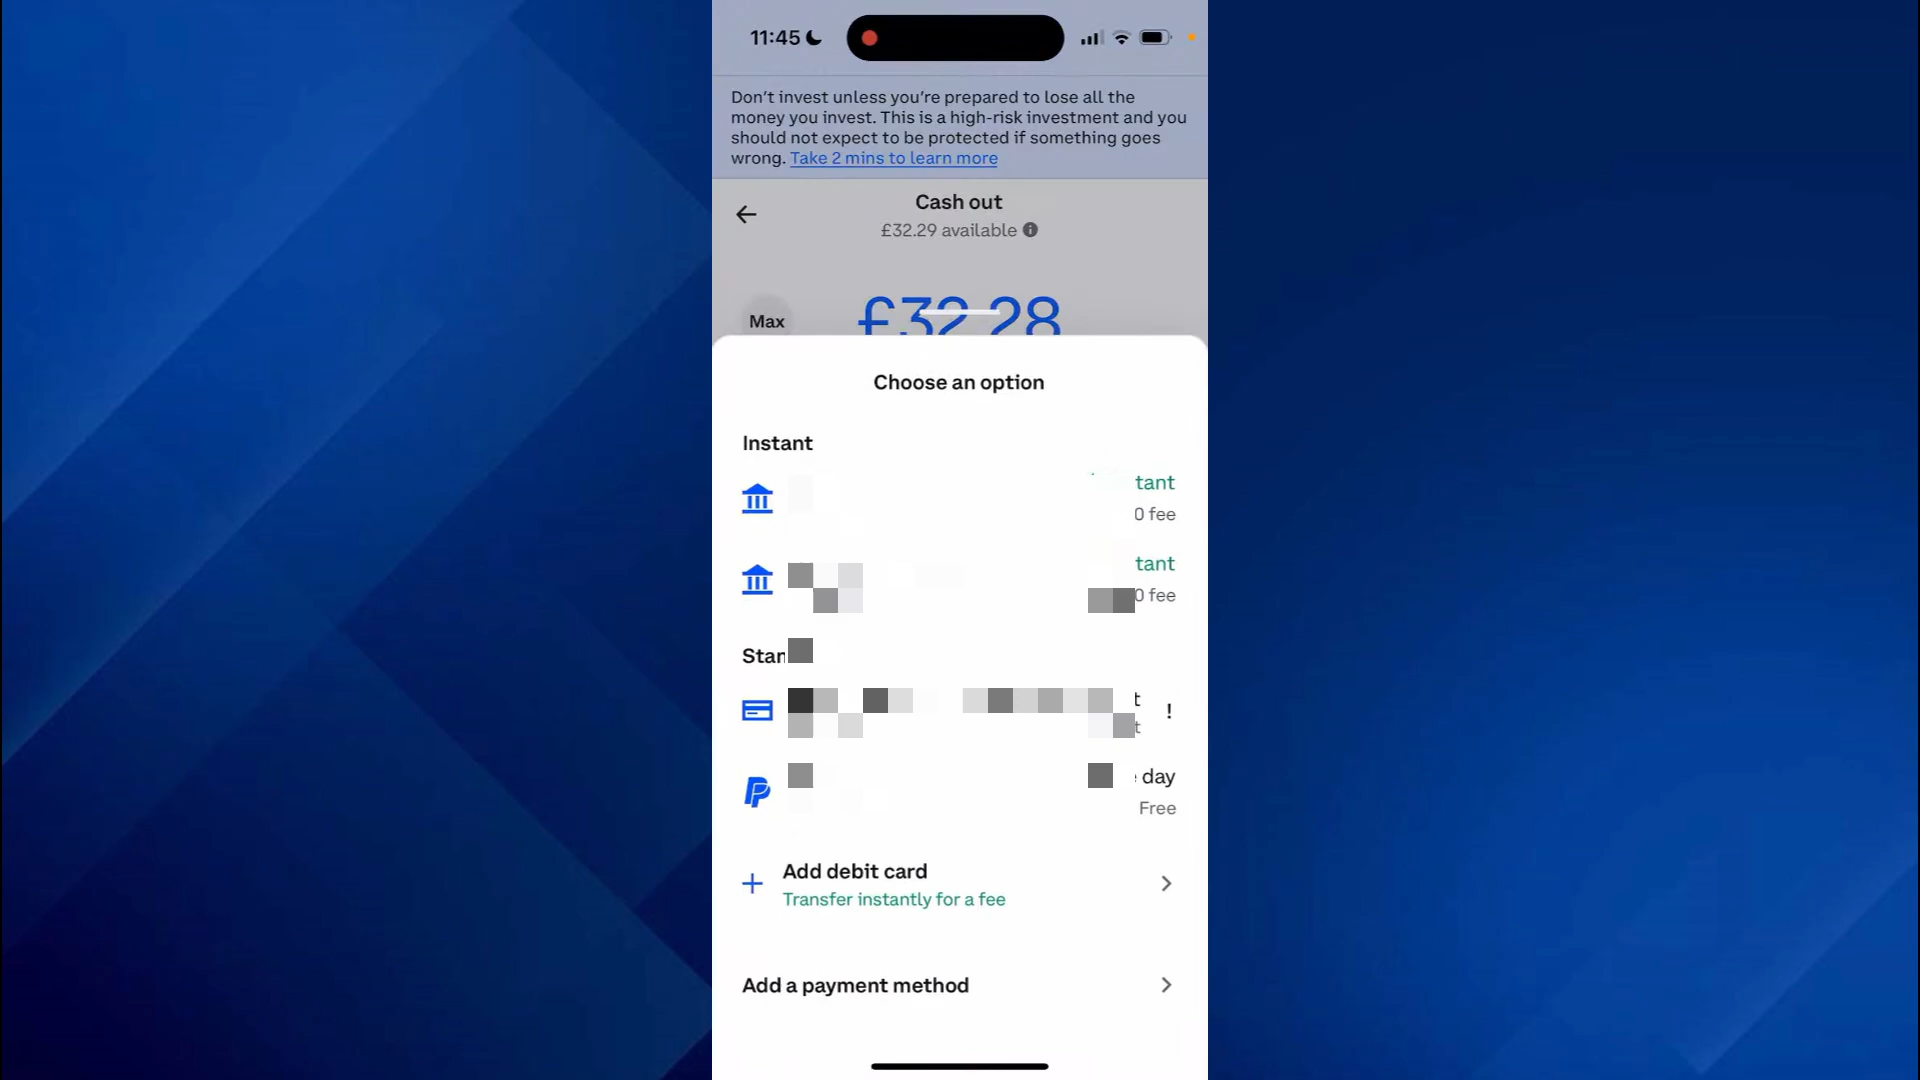 11:45
Don't invest unless you're prepared to lose all the
money you invest. This is a high-risk investment and you
should not expect to be protected if something goes
wrong. Take 2 mins to learn more
Cash out
£32.29 available
Max
£32.28
Choose an option
Instant
tant
0 fee
tant
0 fee
Stan
t
!
t
day
Free
Add debit card
Transfer instantly for a fee
Add a payment method